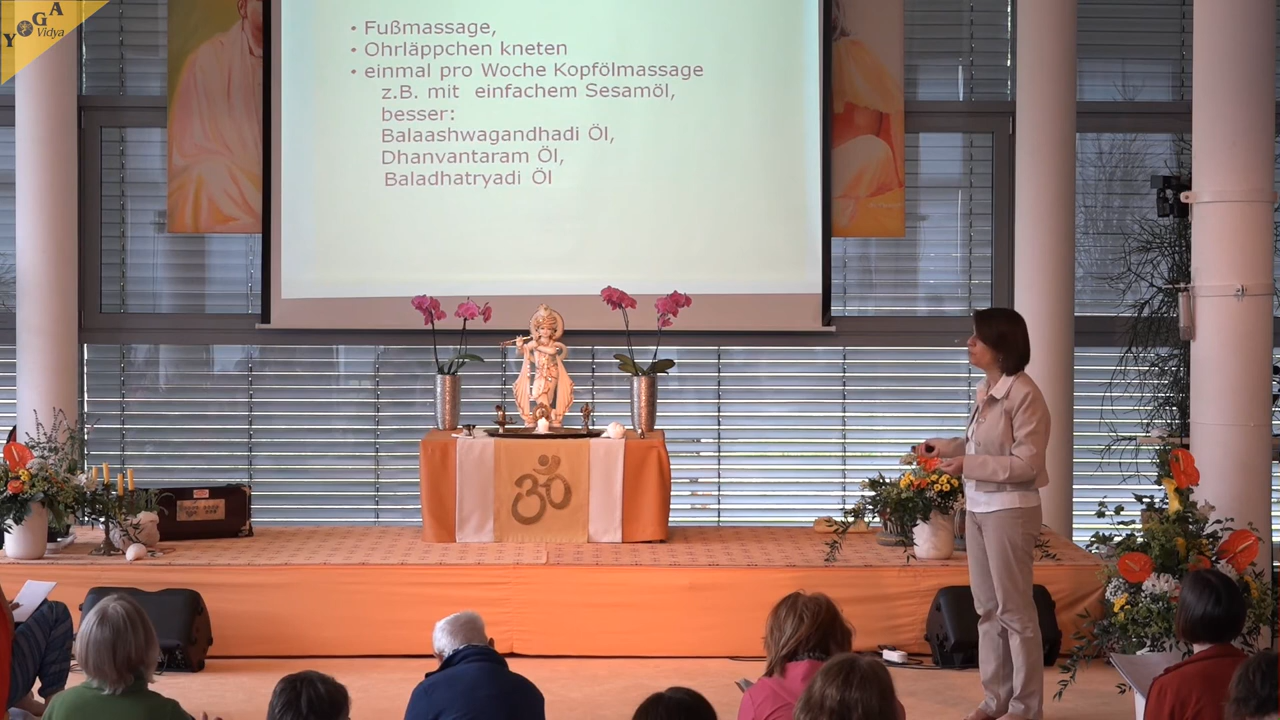 YOGA
Vidya
• Fußmassage,
• Ohrläppchen kneten
• einmal pro Woche Kopfölmassage
z.B. mit einfachem Sesamöl,
besser:
Balaashwagandhadi Öl,
Dhanvantaram Öl,
Baladhatryadi Öl
ॐ